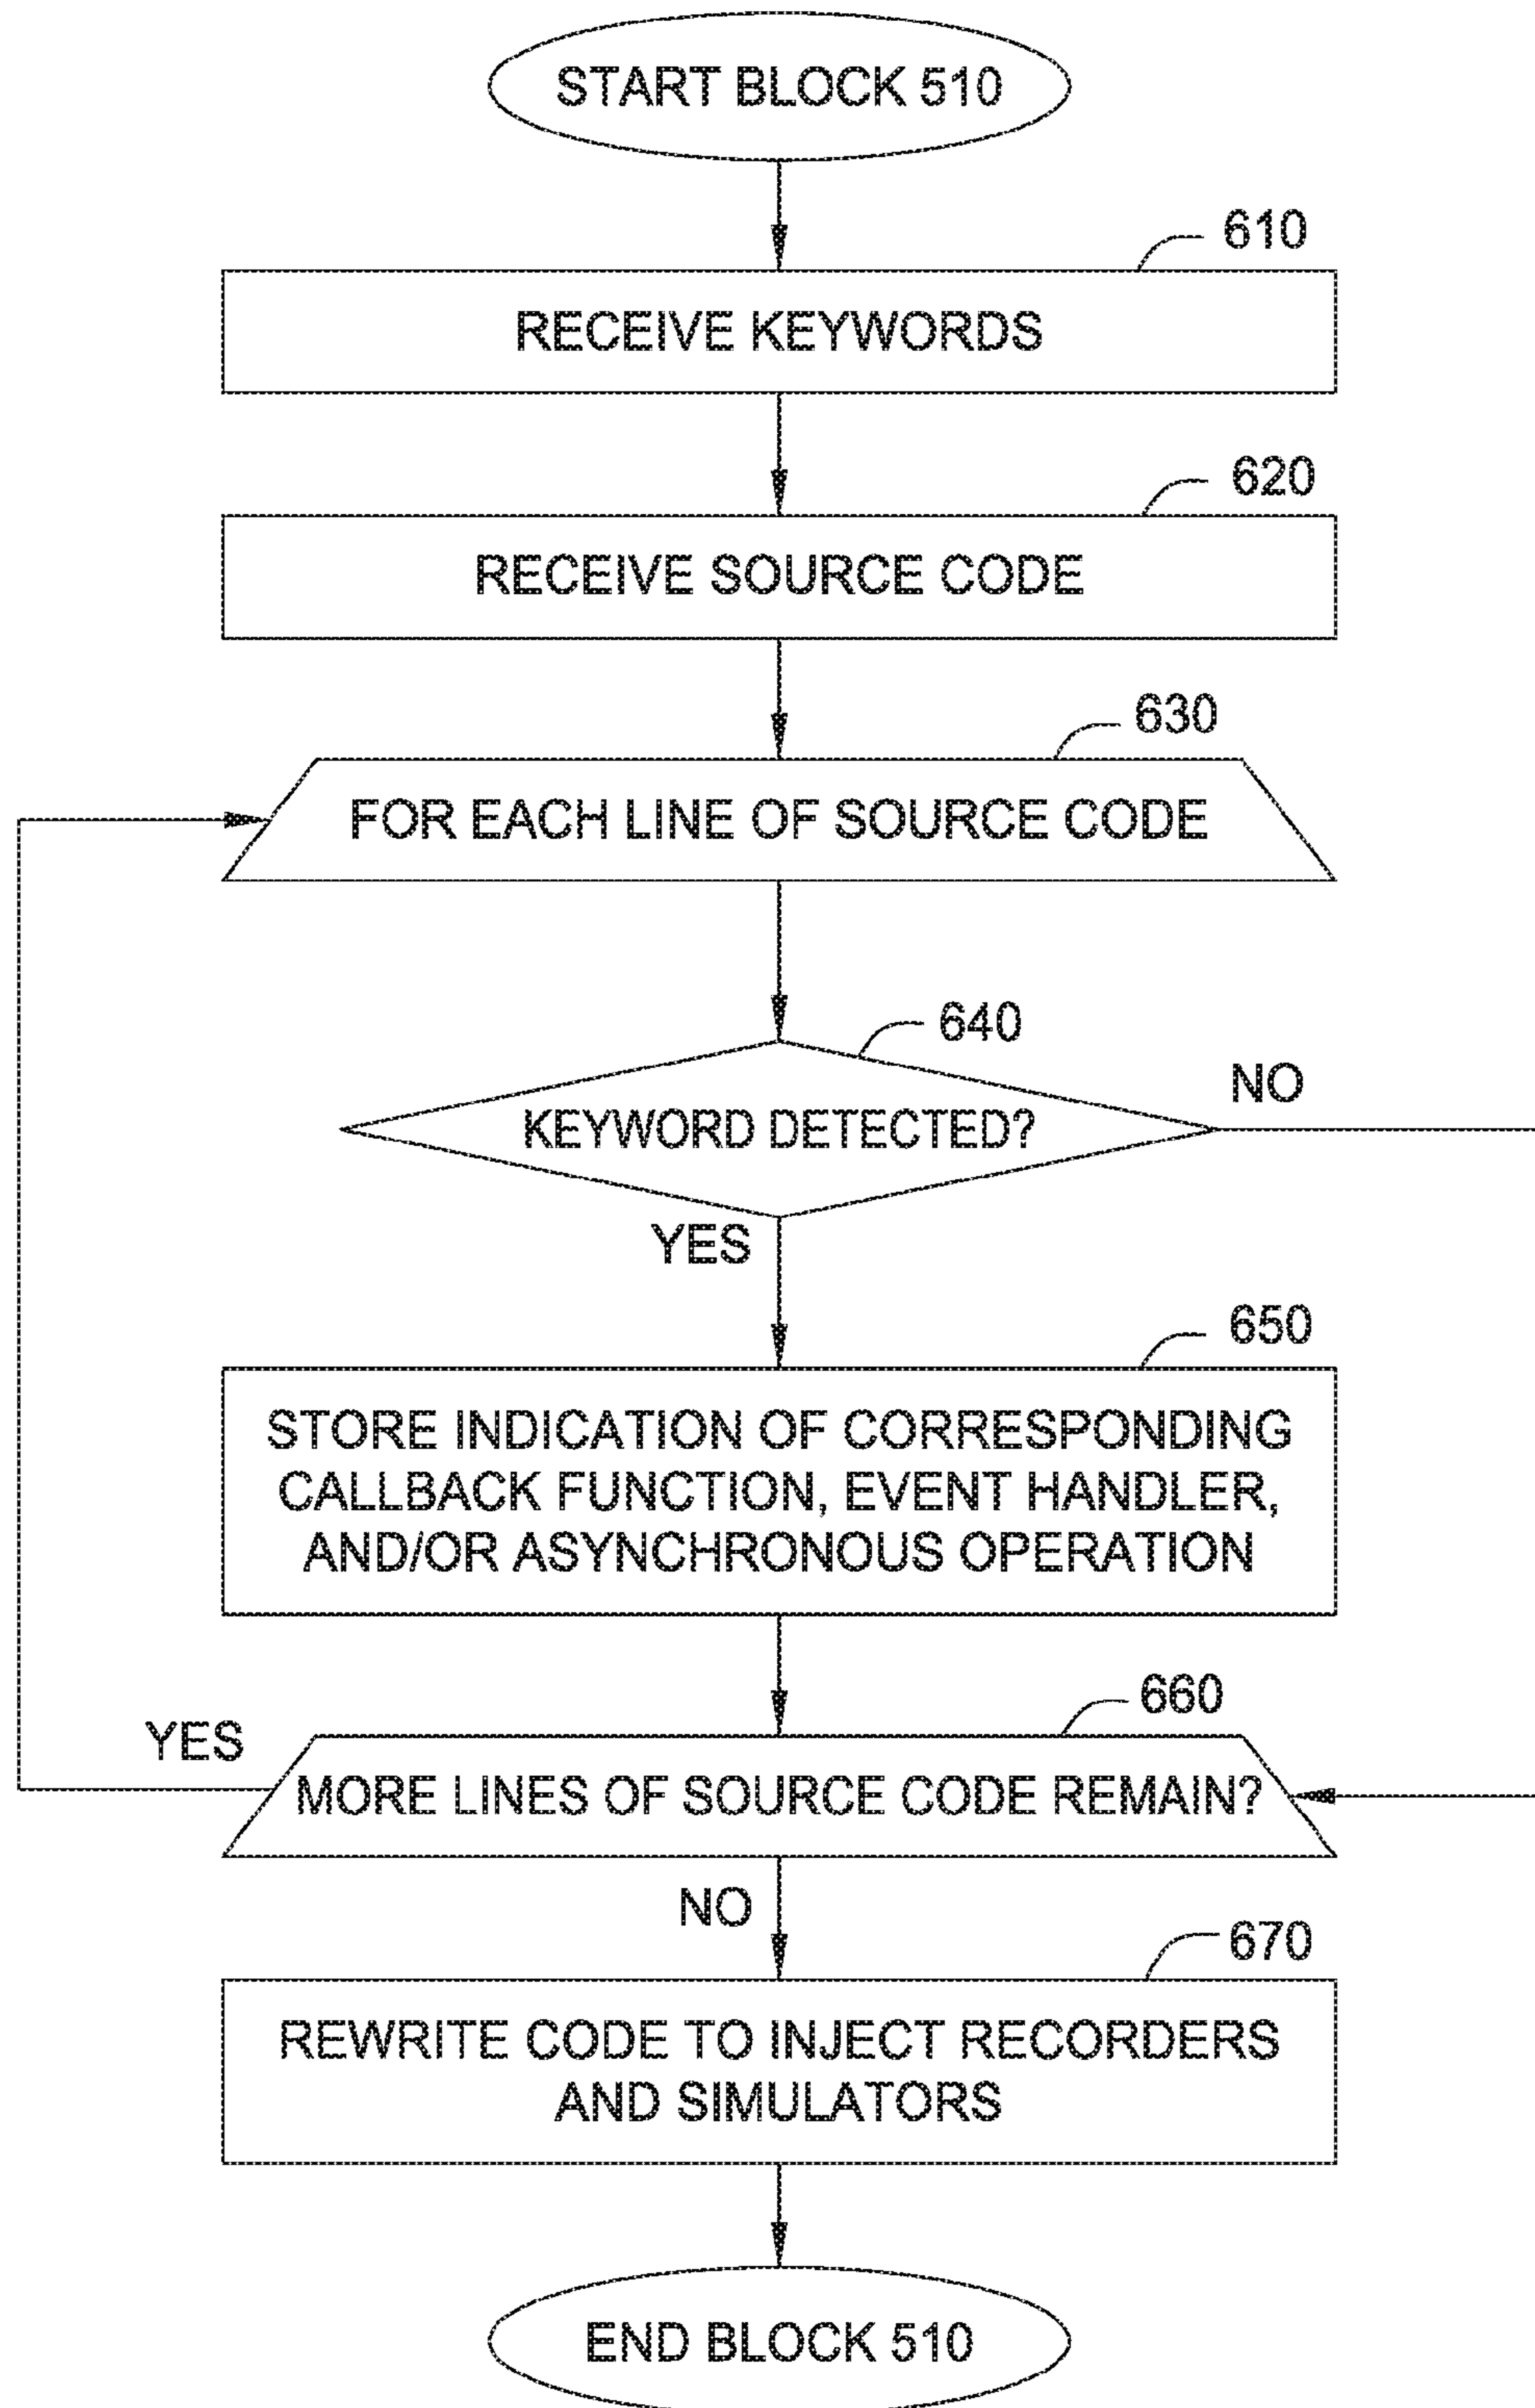 START BLOCK 510
610
RECEIVE KEYWORDS
620
RECEIVE SOURCE CODE
630
FOR EACH LINE OF SOURCE CODE
640
KEYWORD DETECTED?
NO
YES
650
STORE INDICATION OF CORRESPONDING
CALLBACK FUNCTION, EVENT HANDLER,
AND/OR ASYNCHRONOUS OPERATION
660
YES
MORE LINES OF SOURCE CODE REMAIN?
NO
670
REWRITE CODE TO INJECT RECORDERS
AND SIMULATORS
END BLOCK 510